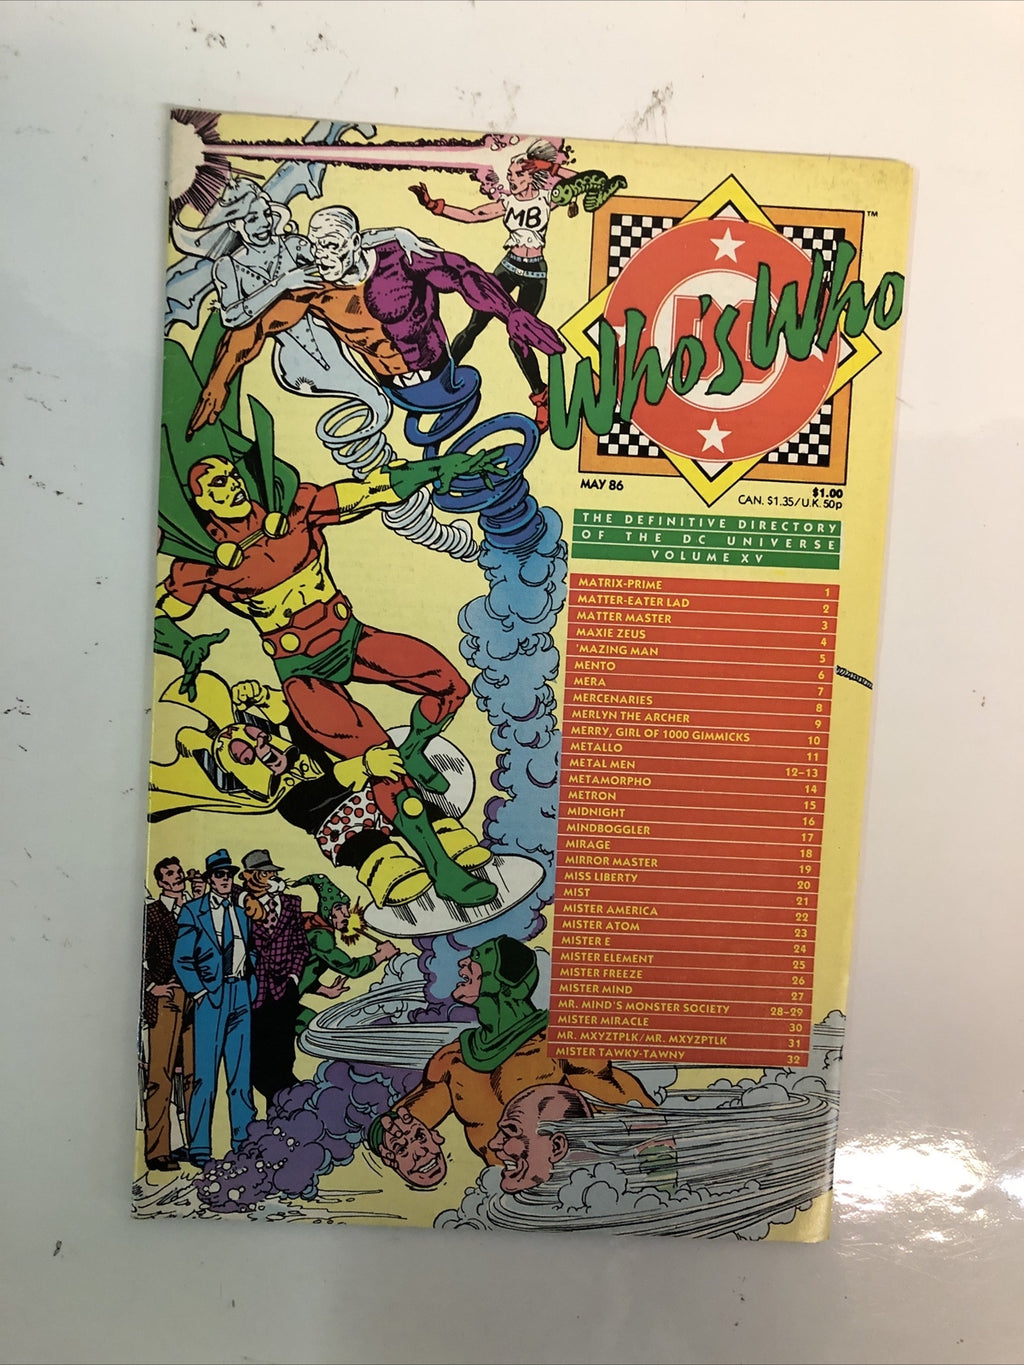 MB
DC
Who's Who
™
MAY 86
$1.00
CAN. $1.35/U.K. 50p
THE DEFINITIVE DIRECTORY
OF THE DC UNIVERSE
VOLUME XV
MATRIX-PRIME 1
MATTER-EATER LAD 2
MATTER MASTER 3
MAXIE ZEUS 4
'MAZING MAN 5
MENTO 6
MERA 7
MERCENARIES 8
MERLYN THE ARCHER 9
MERRY, GIRL OF 1000 GIMMICKS 10
METALLO 11
METAL MEN 12-13
METAMORPHO 14
METRON 15
MIDNIGHT 16
MINDBOGGLER 17
MIRAGE 18
MIRROR MASTER 19
MISS LIBERTY 20
MIST 21
MISTER AMERICA 22
MISTER ATOM 23
MISTER E 24
MISTER ELEMENT 25
MISTER FREEZE 26
MISTER MIND 27
MR. MIND'S MONSTER SOCIETY 28-29
MISTER MIRACLE 30
MR. MXYZTPLK/MR. MXYZPTLK 31
MISTER TAWKY-TAWNY 32